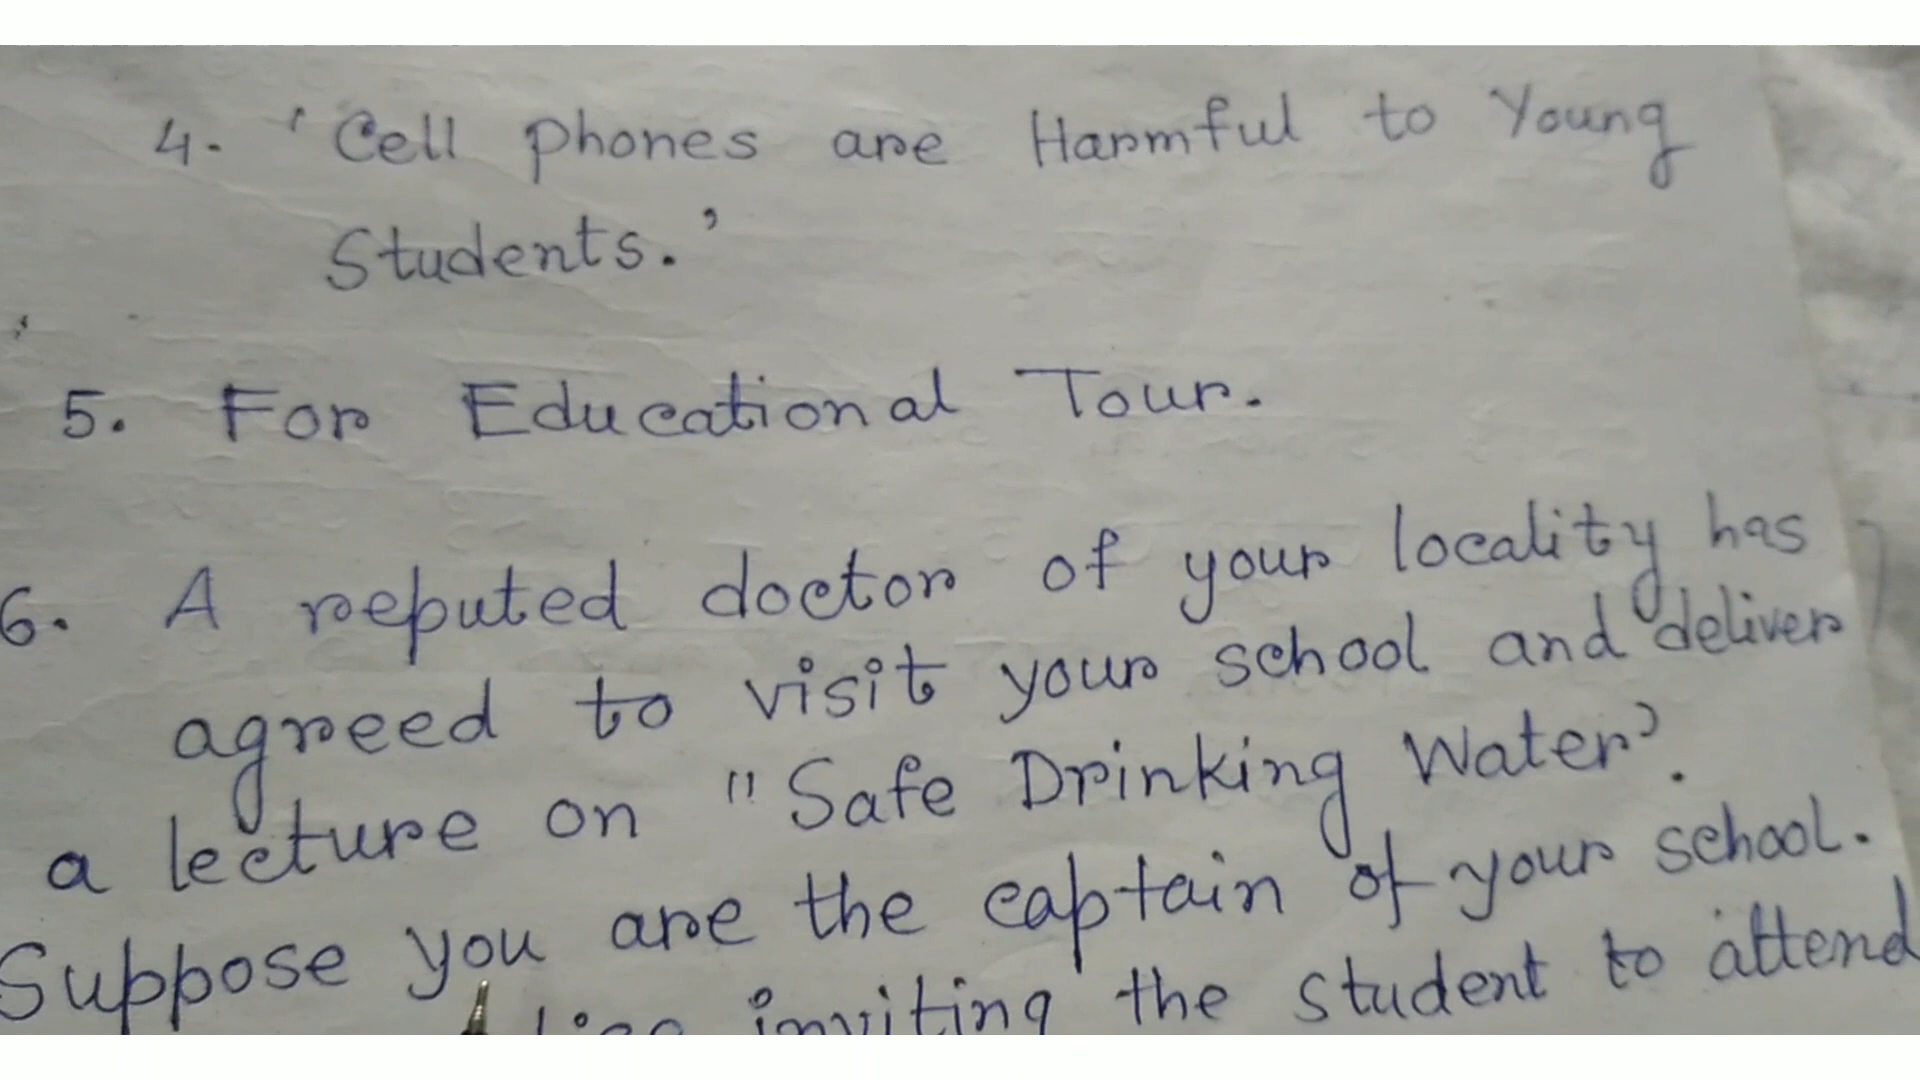 4. 'Cell phones are Harmful to Young
Students.'
5. For Educational Tour.
6. A reputed doctor of your locality has
agreed to visit your school and deliver
a lecture on "Safe Drinking Water".
Suppose you are the captain of your school.
inviting the student to attend